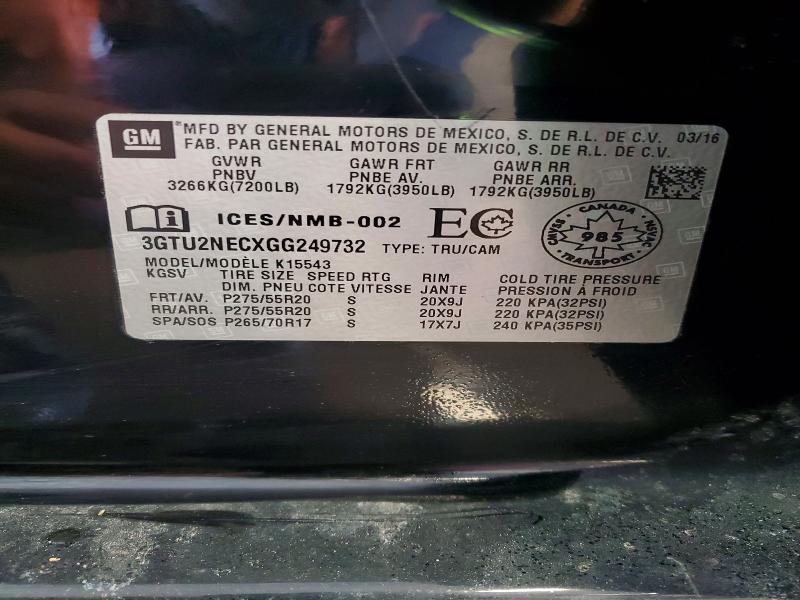 GM
MFD BY GENERAL MOTORS DE MEXICO, S. DE R.L. DE C.V. 03/16
FAB. PAR GENERAL MOTORS DE MEXICO, S. DE R.L. DE C.V.
GVWR GAWR FRT GAWR RR
PNBV PNBE AV. PNBE ARR.
3266KG(7200LB) 1792KG(3950LB) 1792KG(3950LB)
ICES/NMB-002 EC
CANADA
CMVSS 985 NSVAC
TRANSPORT
3GTU2NECXGG249732 TYPE: TRU/CAM
MODEL/MODÈLE K15543
KGSV TIRE SIZE SPEED RTG RIM COLD TIRE PRESSURE
DIM. PNEU COTE VITESSE JANTE PRESSION À FROID
FRT/AV. P275/55R20 S 20X9J 220 KPA(32PSI)
RR/ARR. P275/55R20 S 20X9J 220 KPA(32PSI)
SPA/SOS P265/70R17 S 17X7J 240 KPA(35PSI)